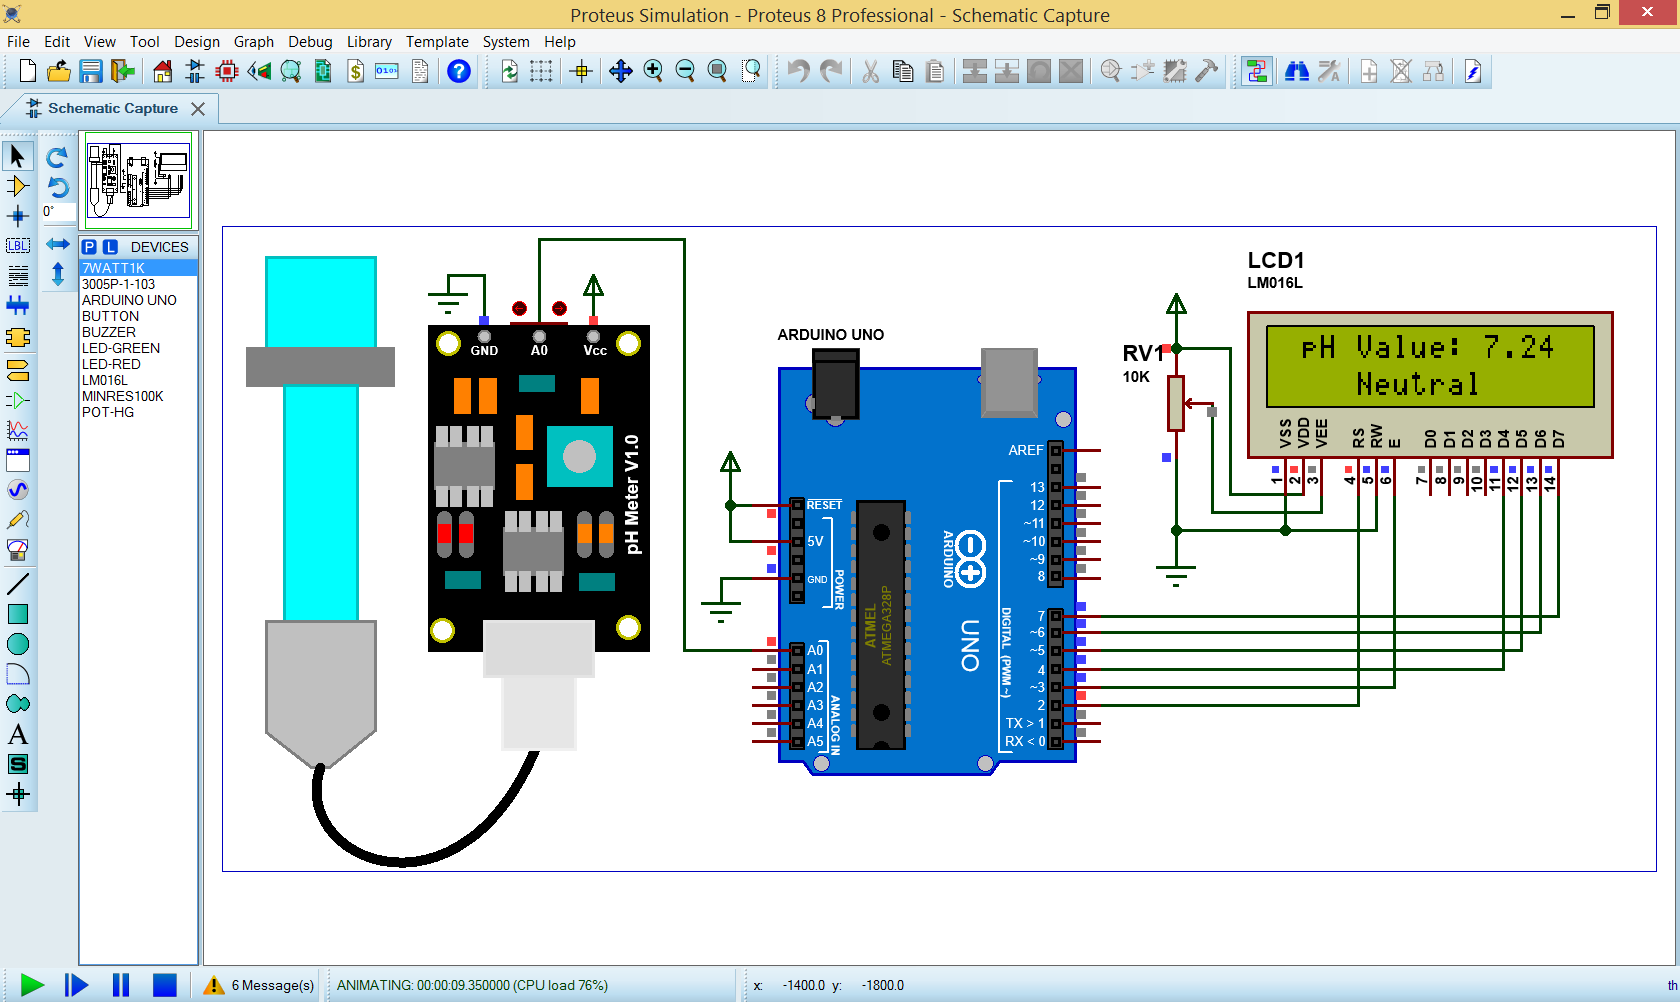 Proteus Simulation - Proteus 8 Professional - Schematic Capture
File Edit View Tool Design Graph Debug Library Template System Help
Schematic Capture
0°
P L DEVICES
7WATT1K
3005P-1-103
ARDUINO UNO
BUTTON
BUZZER
LED-GREEN
LED-RED
LM016L
MINRES100K
POT-HG
LBL
A
S
GND A0 Vcc
pH Meter V1.0
ARDUINO UNO
AREF
13
12
~11
~10
~9
8
7
~6
~5
4
~3
2
TX > 1
RX < 0
RESET
5V
GND
POWER
A0
A1
A2
A3
A4
A5
ANALOG IN
ATMEL
ATMEGA328P
ARDUINO
UNO
DIGITAL (PWM ~)
RV1
10K
LCD1
LM016L
pH Value: 7.24
Neutral
VSS VDD VEE RS RW E D0 D1 D2 D3 D4 D5 D6 D7
1 2 3 4 5 6 7 8 9 10 11 12 13 14
6 Message(s)
ANIMATING: 00:00:09.350000 (CPU load 76%)
x: -1400.0 y: -1800.0
th